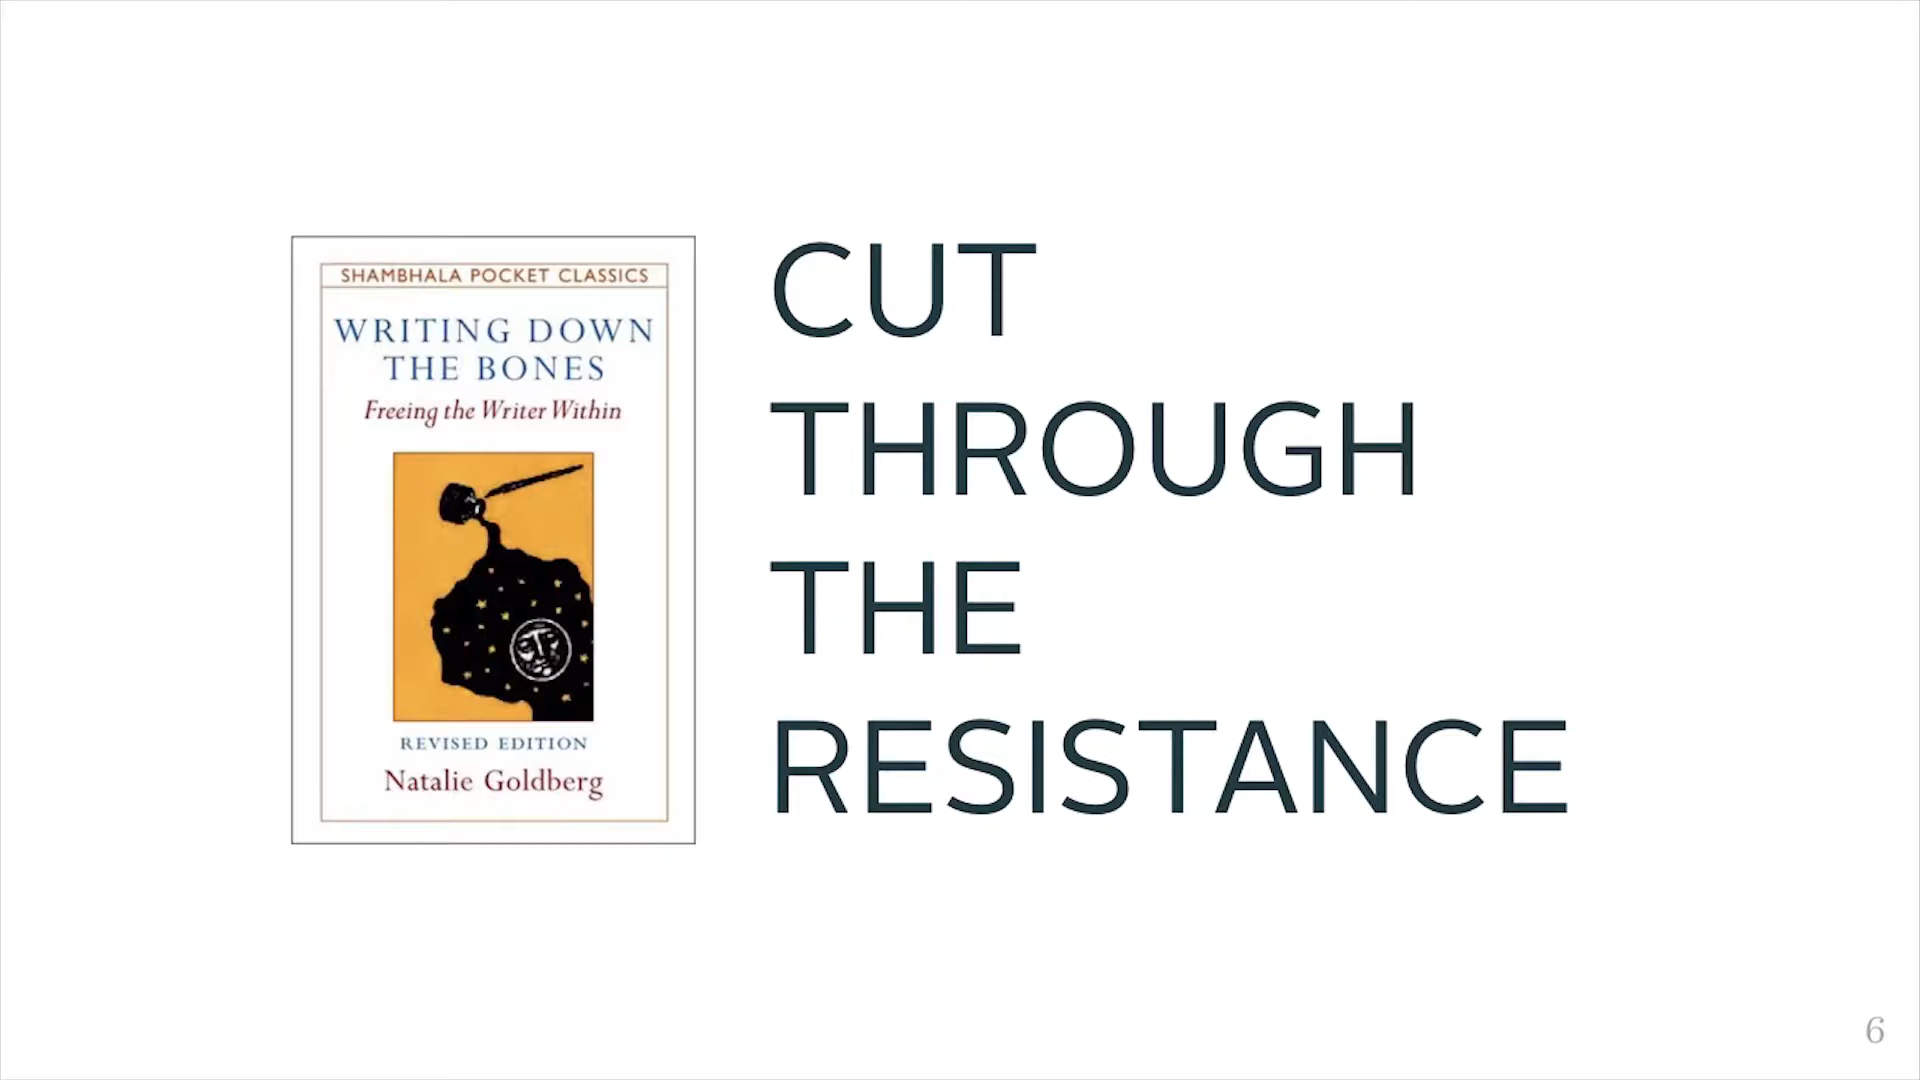 SHAMBHALA POCKET CLASSICS
WRITING DOWN
THE BONES
Freeing the Writer Within
REVISED EDITION
Natalie Goldberg
CUT
THROUGH
THE
RESISTANCE
6